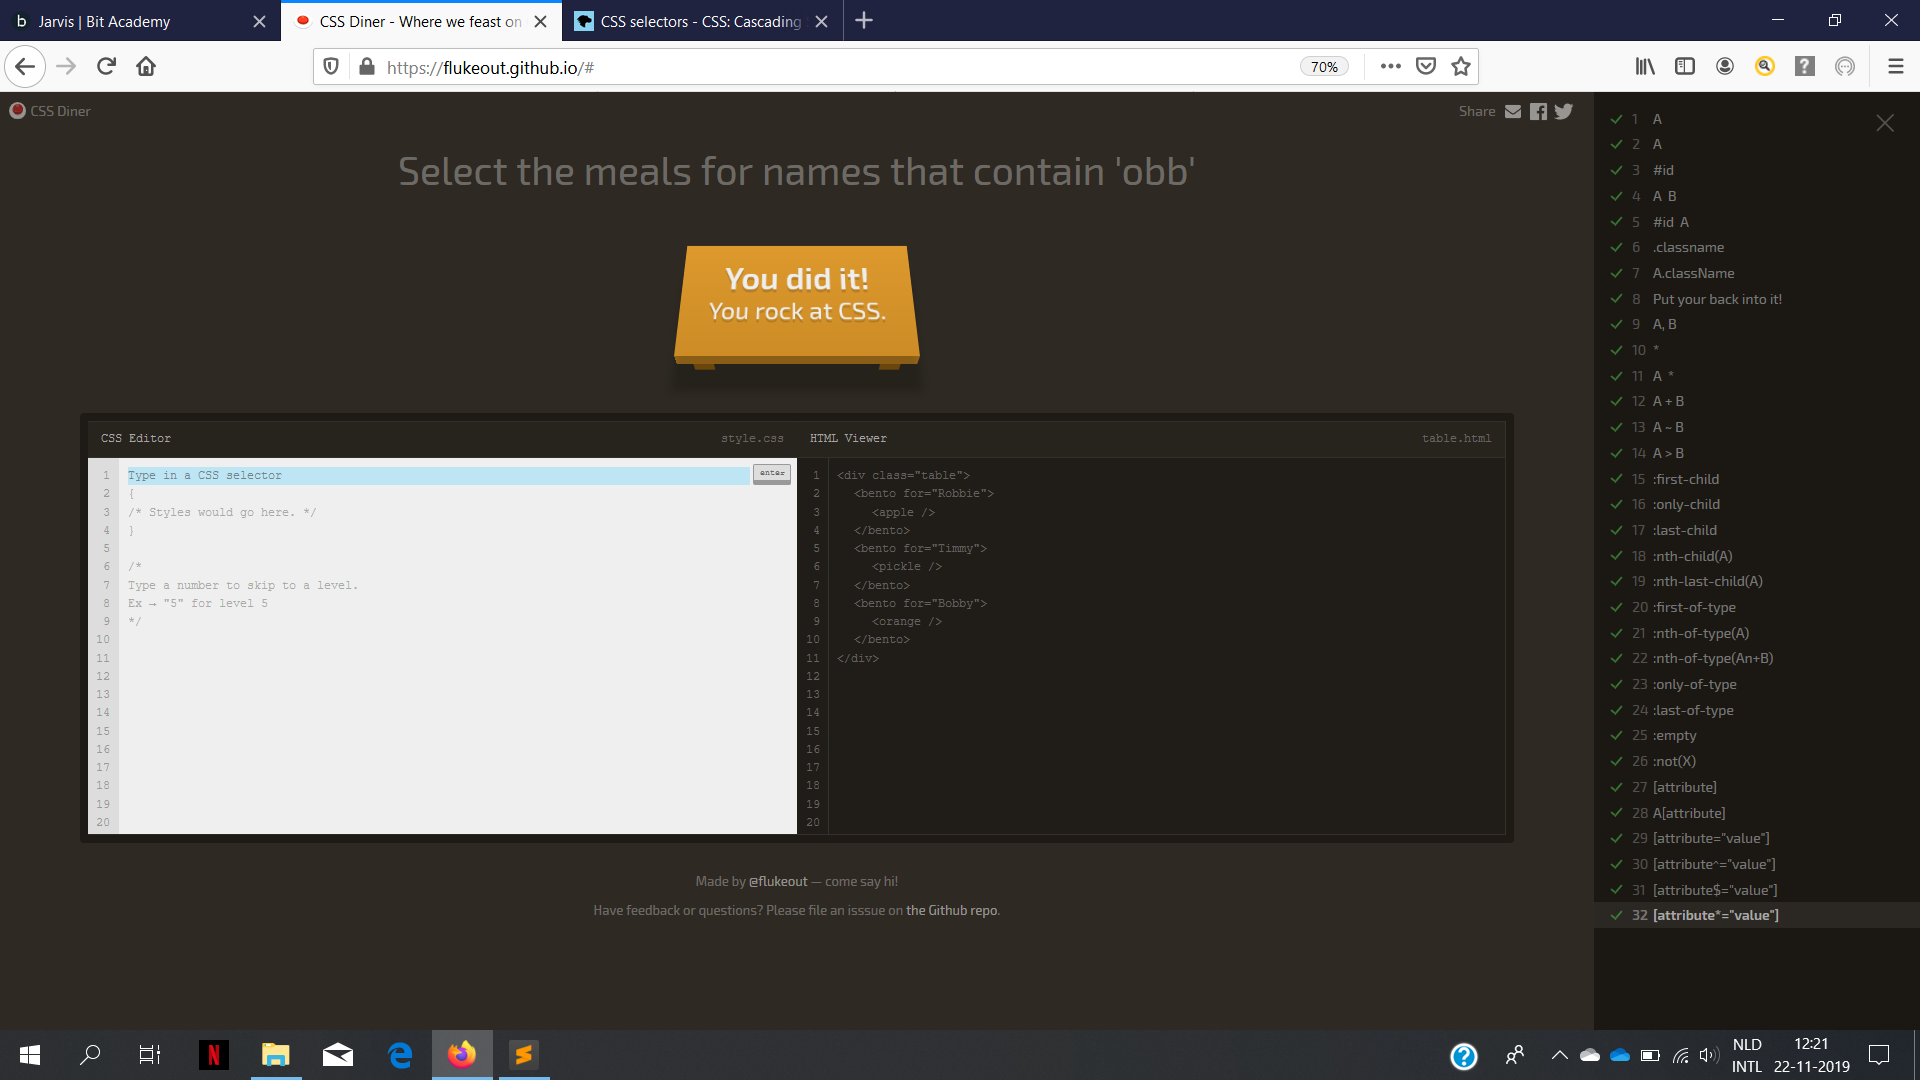 Jarvis | Bit Academy
CSS Diner - Where we feast on
CSS selectors - CSS: Cascading
https://flukeout.github.io/#
70%
CSS Diner
Share
Select the meals for names that contain 'obb'
You did it!
You rock at CSS.
CSS Editor
style.css
1 Type in a CSS selector
enter
2 {
3 /* Styles would go here. */
4 }
5
6 /*
7 Type a number to skip to a level.
8 Ex → "5" for level 5
9 */
10
11
12
13
14
15
16
17
18
19
20
HTML Viewer
table.html
1 <div class="table">
2 <bento for="Robbie">
3 <apple />
4 </bento>
5 <bento for="Timmy">
6 <pickle />
7 </bento>
8 <bento for="Bobby">
9 <orange />
10 </bento>
11 </div>
12
13
14
15
16
17
18
19
20
Made by @flukeout — come say hi!
Have feedback or questions? Please file an isssue on the Github repo.
1 A
2 A
3 #id
4 A B
5 #id A
6 .classname
7 A.className
8 Put your back into it!
9 A, B
10 *
11 A *
12 A + B
13 A ~ B
14 A > B
15 :first-child
16 :only-child
17 :last-child
18 :nth-child(A)
19 :nth-last-child(A)
20 :first-of-type
21 :nth-of-type(A)
22 :nth-of-type(An+B)
23 :only-of-type
24 :last-of-type
25 :empty
26 :not(X)
27 [attribute]
28 A[attribute]
29 [attribute="value"]
30 [attribute^="value"]
31 [attribute$="value"]
32 [attribute*="value"]
NLD
INTL
12:21
22-11-2019